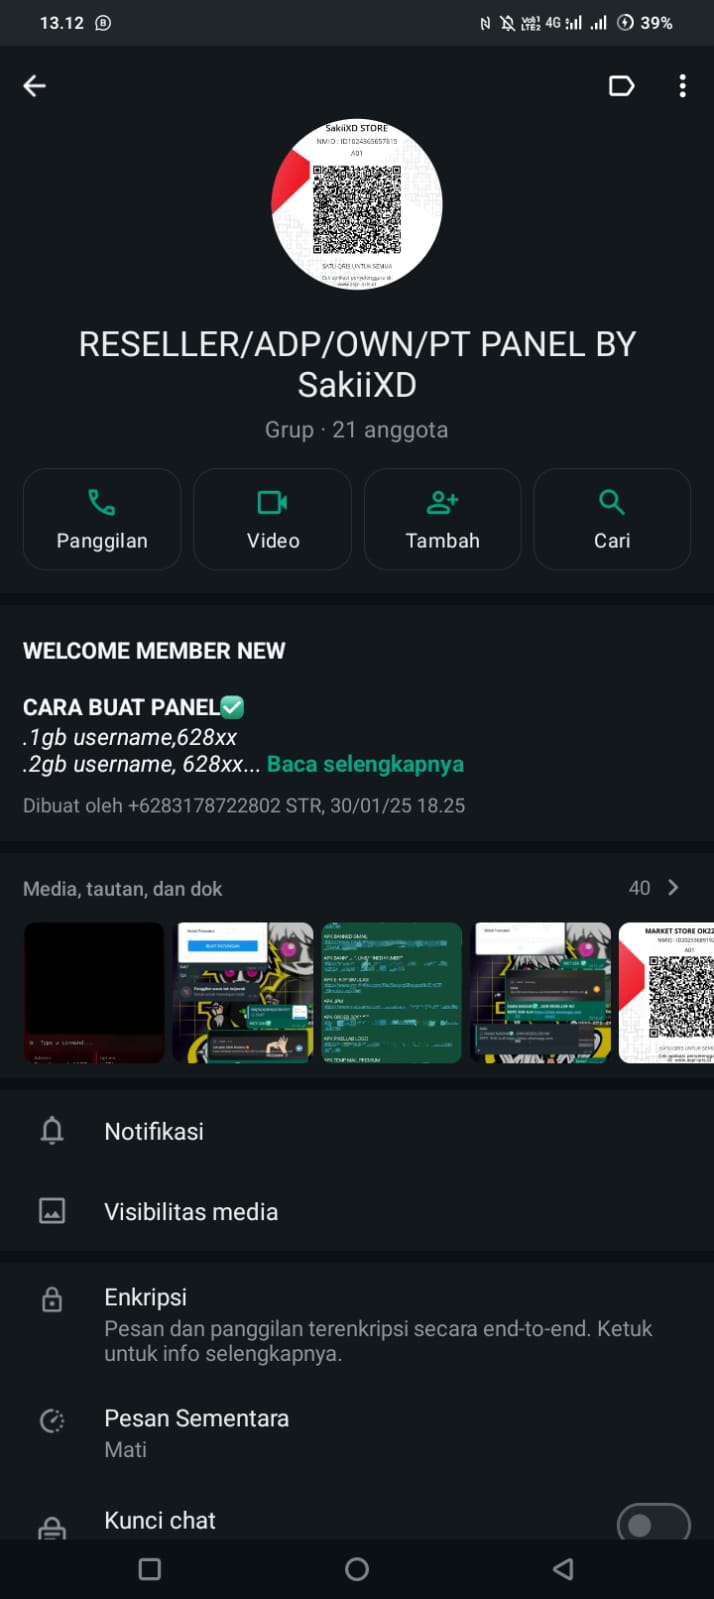 13.12
4G
39%
SakiiXD STORE
NMID : ID1024365657815
A01
SATU QRIS UNTUK SEMUA
RESELLER/ADP/OWN/PT PANEL BY
SakiiXD
Grup · 21 anggota
Panggilan
Video
Tambah
Cari
WELCOME MEMBER NEW
CARA BUAT PANEL✅
.1gb username,628xx
.2gb username, 628xx... Baca selengkapnya
Dibuat oleh +6283178722802 STR, 30/01/25 18.25
Media, tautan, dan dok
40
Type a command...
MARKET STORE OK22
A01
Notifikasi
Visibilitas media
Enkripsi
Pesan dan panggilan terenkripsi secara end-to-end. Ketuk
untuk info selengkapnya.
Pesan Sementara
Mati
Kunci chat